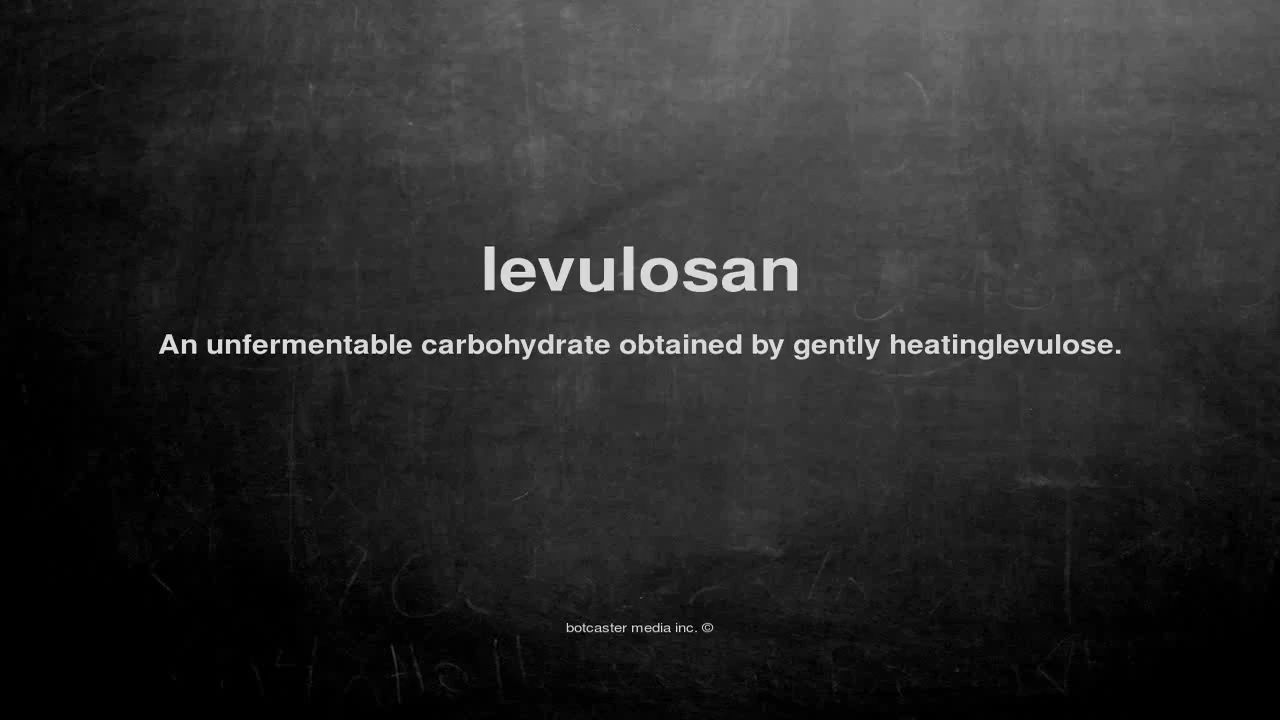 levulosan
An unfermentable carbohydrate obtained by gently heatinglevulose.
botcaster media inc. ©